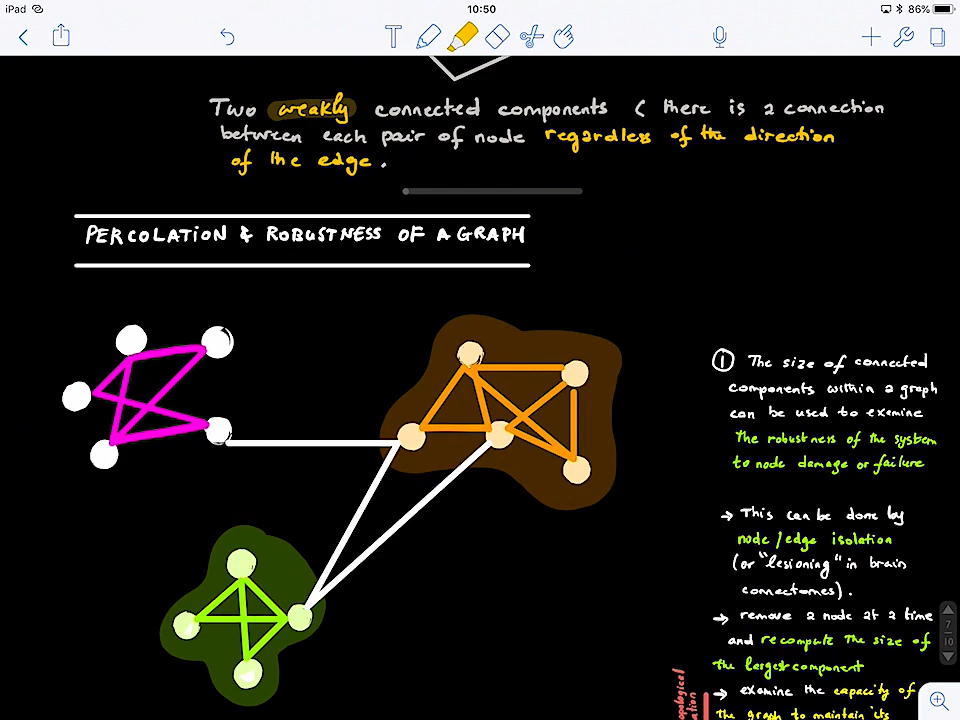 iPad
10:50
86%
T
Two weakly connected components ( there is a connection
between each pair of node regardless of the direction
of the edge.
PERCOLATION & ROBUSTNESS OF A GRAPH
① The size of connected
components within a graph
can be used to examine
the robustness of the system
to node damage or failure
→ This can be done by
node/edge isolation
(or "lesioning" in brain
connectomes).
→ remove a node at a time
and recompute the size of
the largest component
→ examine the capacity of
the graph to maintain its
7
10